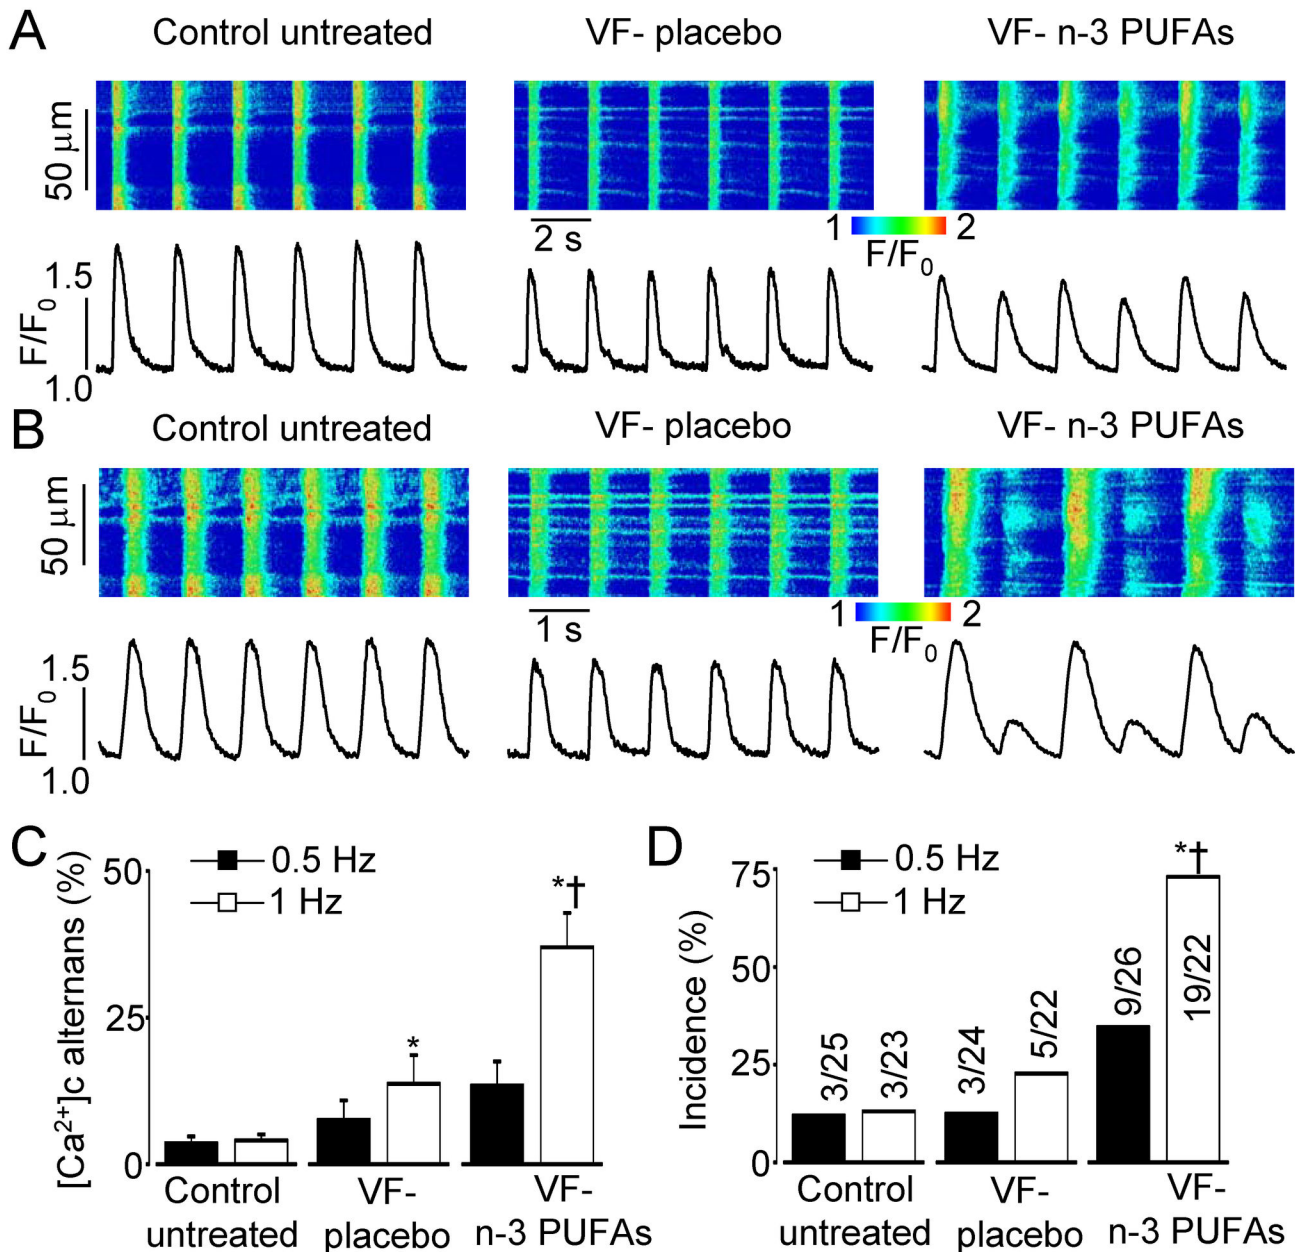 A
Control untreated
VF- placebo
VF- n-3 PUFAs
50 µm
2 s
1 2
F/F0
1.5
F/F0
1.0
B
Control untreated
VF- placebo
VF- n-3 PUFAs
50 µm
1 s
1 2
F/F0
1.5
F/F0
1.0
C
[Ca2+]c alternans (%)
50
25
0
0.5 Hz
1 Hz
*
*†
Control
untreated
VF-
placebo
VF-
n-3 PUFAs
D
Incidence (%)
75
50
25
0
0.5 Hz
1 Hz
*†
3/25
3/23
3/24
5/22
9/26
19/22
Control
untreated
VF-
placebo
VF-
n-3 PUFAs